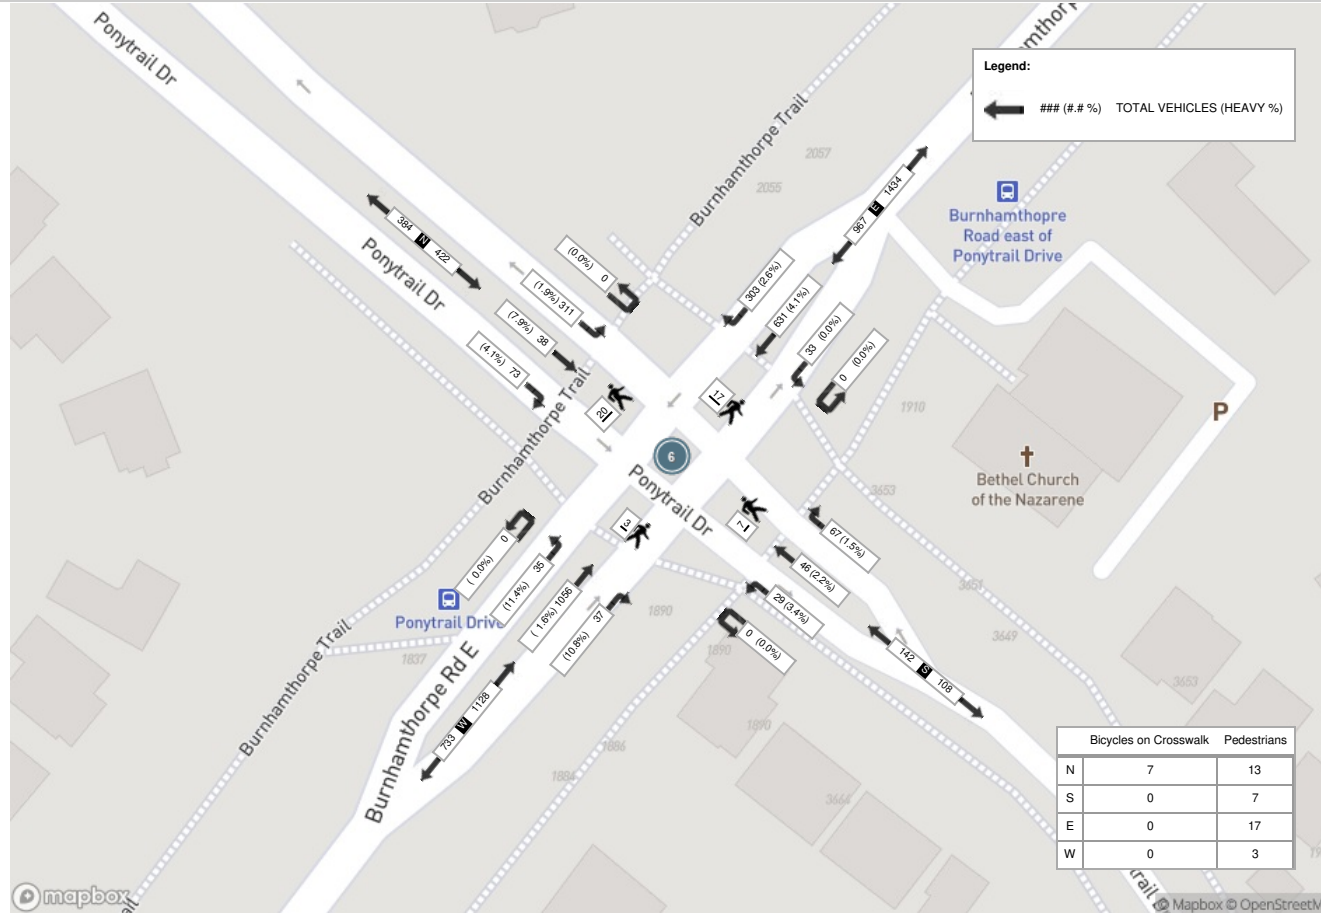 Ponytrail Dr
Burnhamthorpe Trail
Legend:
### (#.# %) TOTAL VEHICLES (HEAVY %)
2057
2055
Burnhamthopre
Road east of
Ponytrail Drive
967 E 1434
384 N 422
Ponytrail Dr
(0.0%) 0
(1.9%) 311
(7.9%) 38
(4.1%) 73
303 (2.6%)
631 (4.1%)
33 (0.0%)
0 (0.0%)
20
17
6
1910
P
Bethel Church
of the Nazarene
Burnhamthorpe Trail
Ponytrail Dr
3653
3
7
67 (1.5%)
46 (2.2%)
29 (3.4%)
0 (0.0%)
( 0.0%) 0
(11.4%) 35
( 1.6%) 1056
(10.8%) 37
Ponytrail Drive
1837
1890
1890
3651
3649
3653
142 S 108
Burnhamthorpe Trail
Burnhamthorpe Rd E
733 W 1128
1890
1886
1884
3664
Bicycles on Crosswalk Pedestrians
N 7 13
S 0 7
E 0 17
W 0 3
mapbox
© Mapbox © OpenStreetM